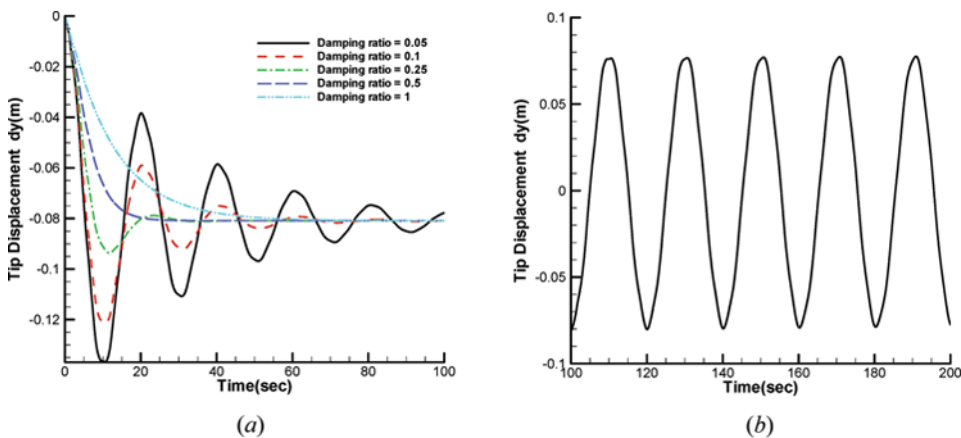 0
-0.02
-0.04
-0.06
-0.08
-0.1
-0.12
Tip Displacement dy(m)
Damping ratio = 0.05
Damping ratio = 0.1
Damping ratio = 0.25
Damping ratio = 0.5
Damping ratio = 1
0 20 40 60 80 100
Time(sec)
(a)
0.1
0.05
0
-0.05
-0.1
Tip Displacement dy(m)
100 120 140 160 180 200
Time(sec)
(b)